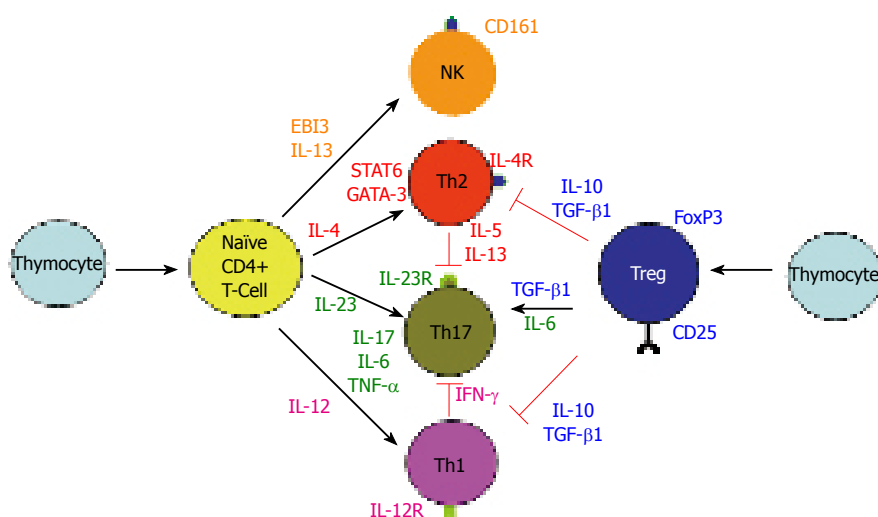 CD161
NK
EBI3
IL-13
STAT6
GATA-3
Th2
IL-4R
IL-10
TGF-β1
FoxP3
IL-4
IL-5
IL-13
Thymocyte
Naïve
CD4+
T-Cell
IL-23R
Treg
Thymocyte
IL-23
TGF-β1
IL-6
CD25
IL-17
IL-6
TNF-α
Th17
IL-12
IFN-γ
IL-10
TGF-β1
Th1
IL-12R